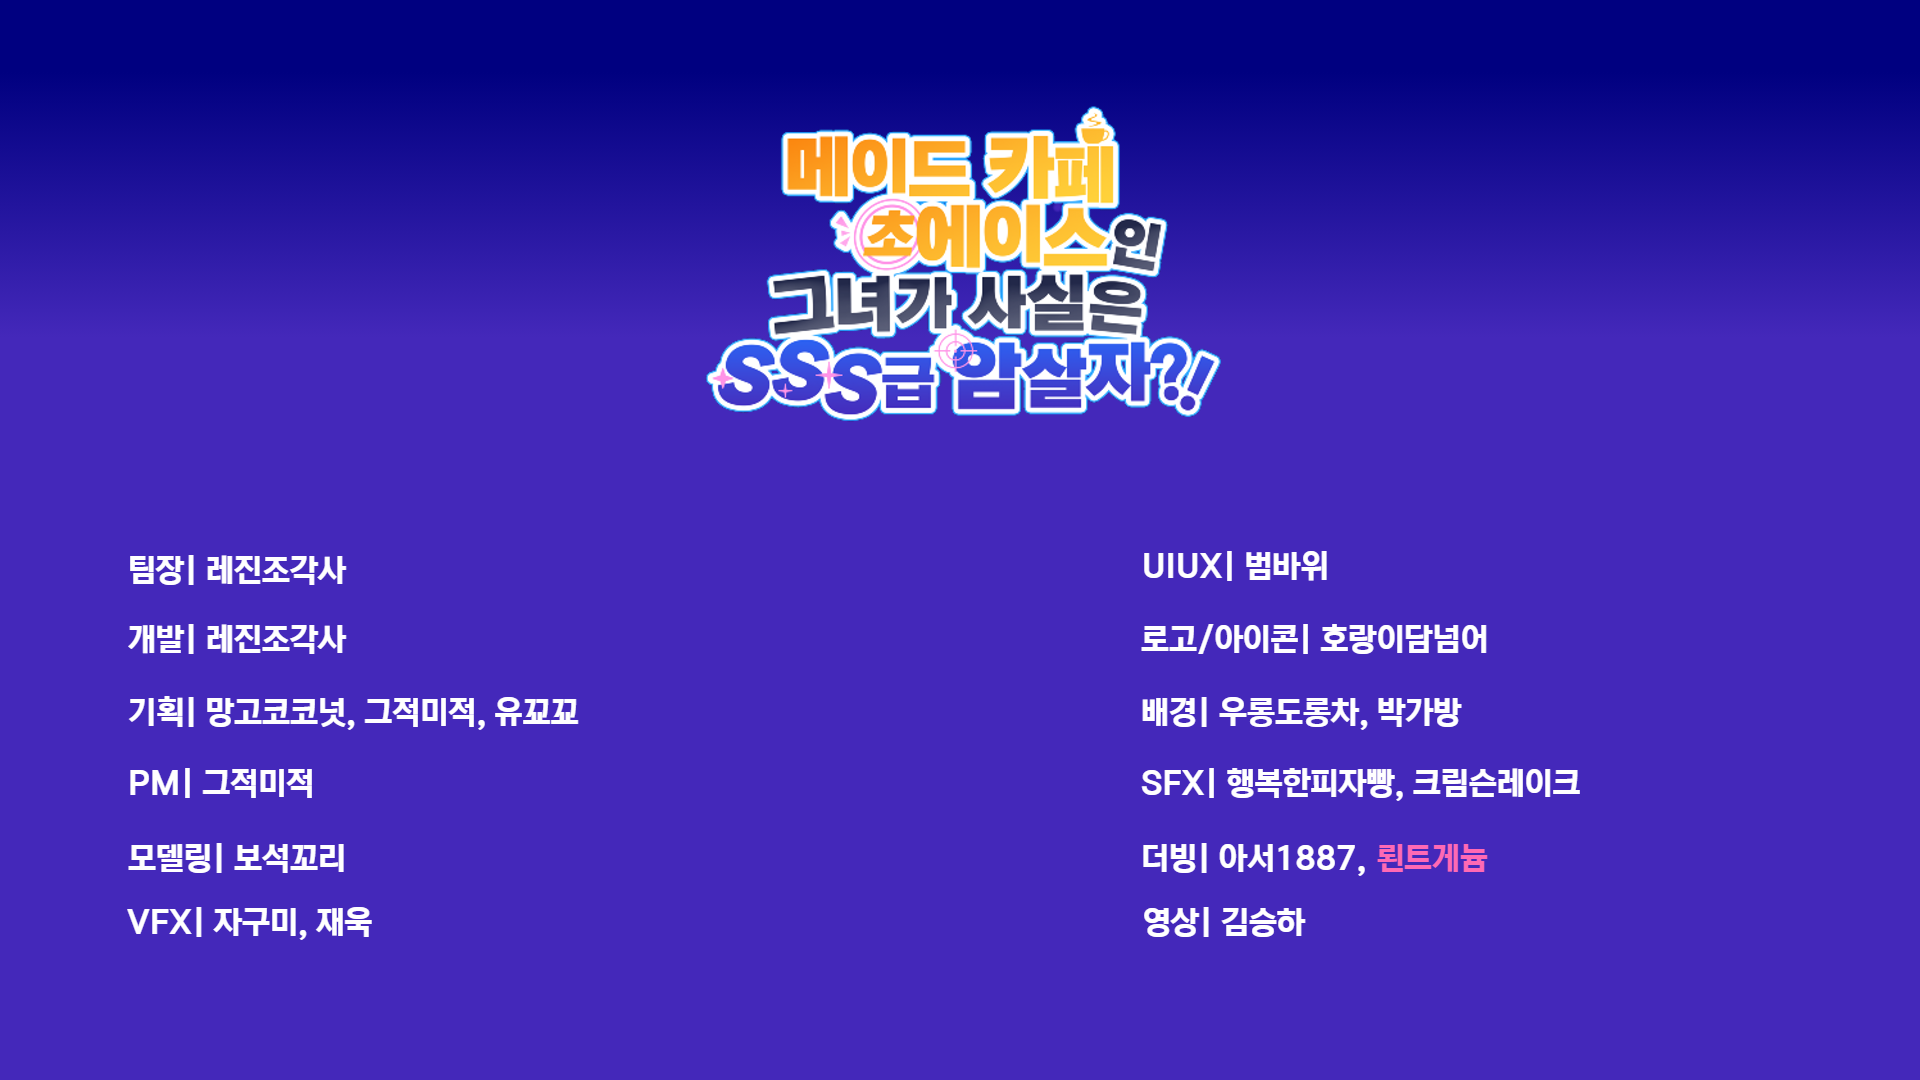 메이드 카페
초에이스인
그녀가 사실은
SSS급 암살자?!
팀장| 레진조각사
개발| 레진조각사
기획| 망고코코넛, 그적미적, 유꾜꾜
PM| 그적미적
모델링| 보석꼬리
VFX| 자구미, 재욱
UIUX| 범바위
로고/아이콘| 호랑이담넘어
배경| 우롱도롱차, 박가방
SFX| 행복한피자빵, 크림슨레이크
더빙| 아서1887, 뢴트게늄
영상| 김승하